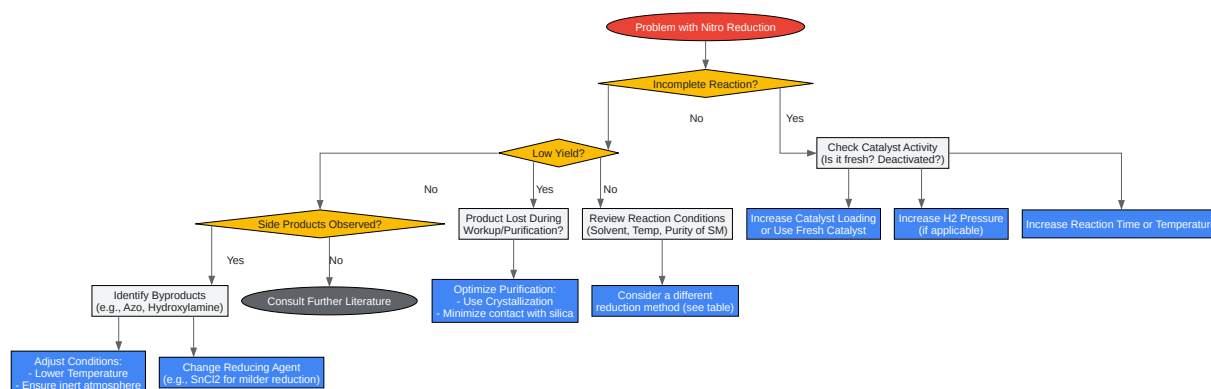 Problem with Nitro Reduction
Incomplete Reaction?
No
Yes
Low Yield?
Check Catalyst Activity
(Is it fresh? Deactivated?)
No
Yes
No
Side Products Observed?
Product Lost During
Workup/Purification?
Review Reaction Conditions
(Solvent, Temp, Purity of SM)
Increase Catalyst Loading
or Use Fresh Catalyst
Increase H2 Pressure
(if applicable)
Increase Reaction Time or Temperature
Yes
No
Identify Byproducts
(e.g., Azo, Hydroxylamine)
Consult Further Literature
Optimize Purification:
- Use Crystallization
- Minimize contact with silica
Consider a different
reduction method (see table)
Adjust Conditions:
- Lower Temperature
- Ensure inert atmosphere
Change Reducing Agent
(e.g., SnCl2 for milder reduction)